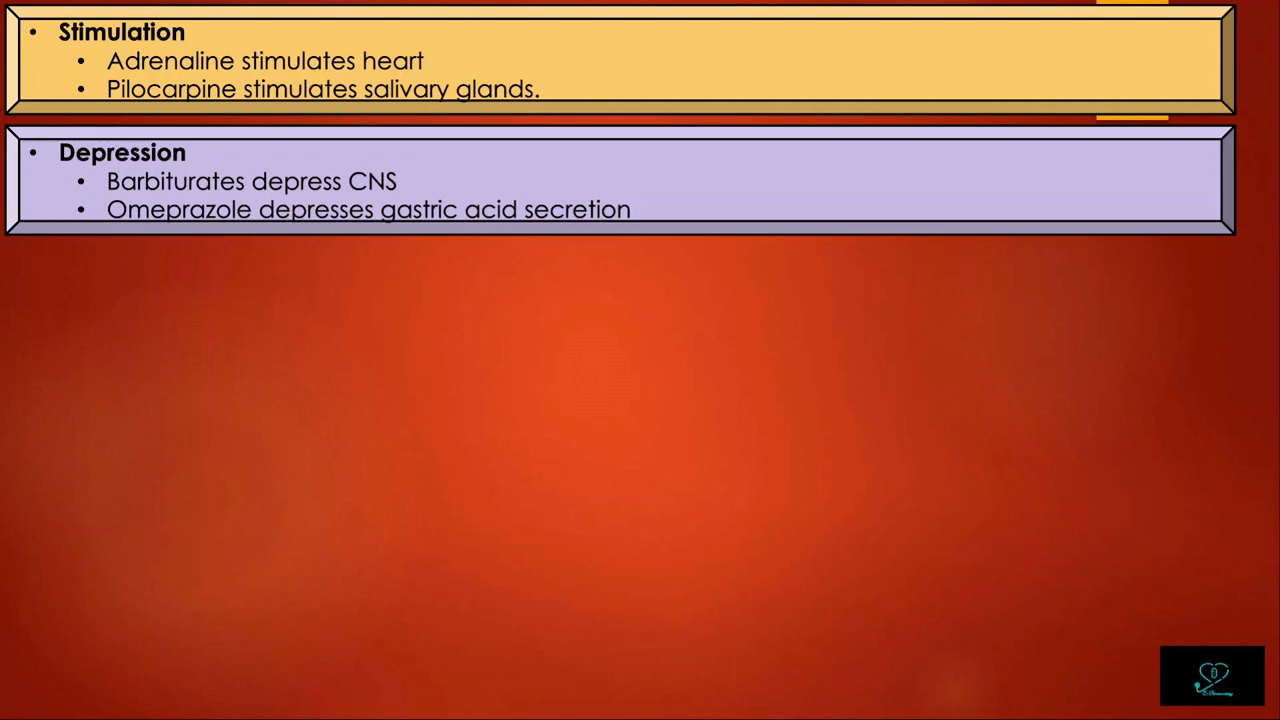 • Stimulation
• Adrenaline stimulates heart
• Pilocarpine stimulates salivary glands.
• Depression
• Barbiturates depress CNS
• Omeprazole depresses gastric acid secretion